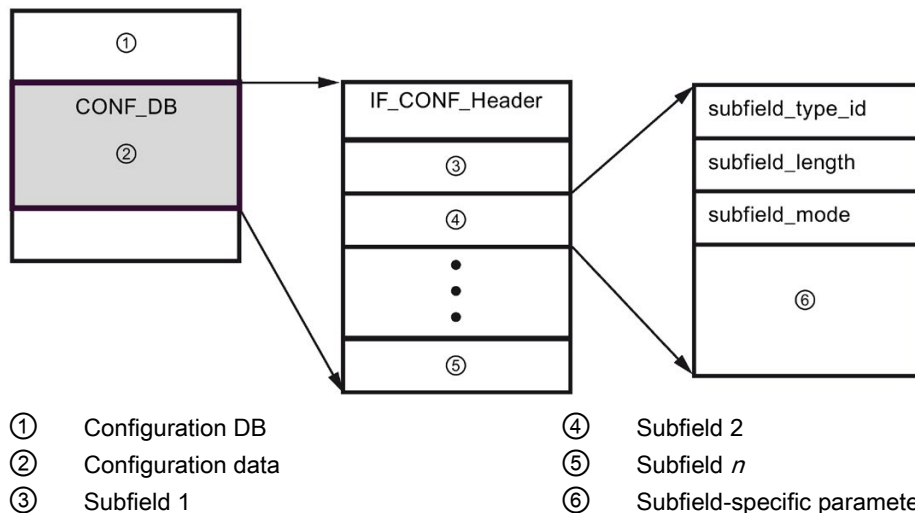 ①
CONF_DB
②
IF_CONF_Header
③
④
⑤
subfield_type_id
subfield_length
subfield_mode
⑥
① Configuration DB
② Configuration data
③ Subfield 1
④ Subfield 2
⑤ Subfield n
⑥ Subfield-specific